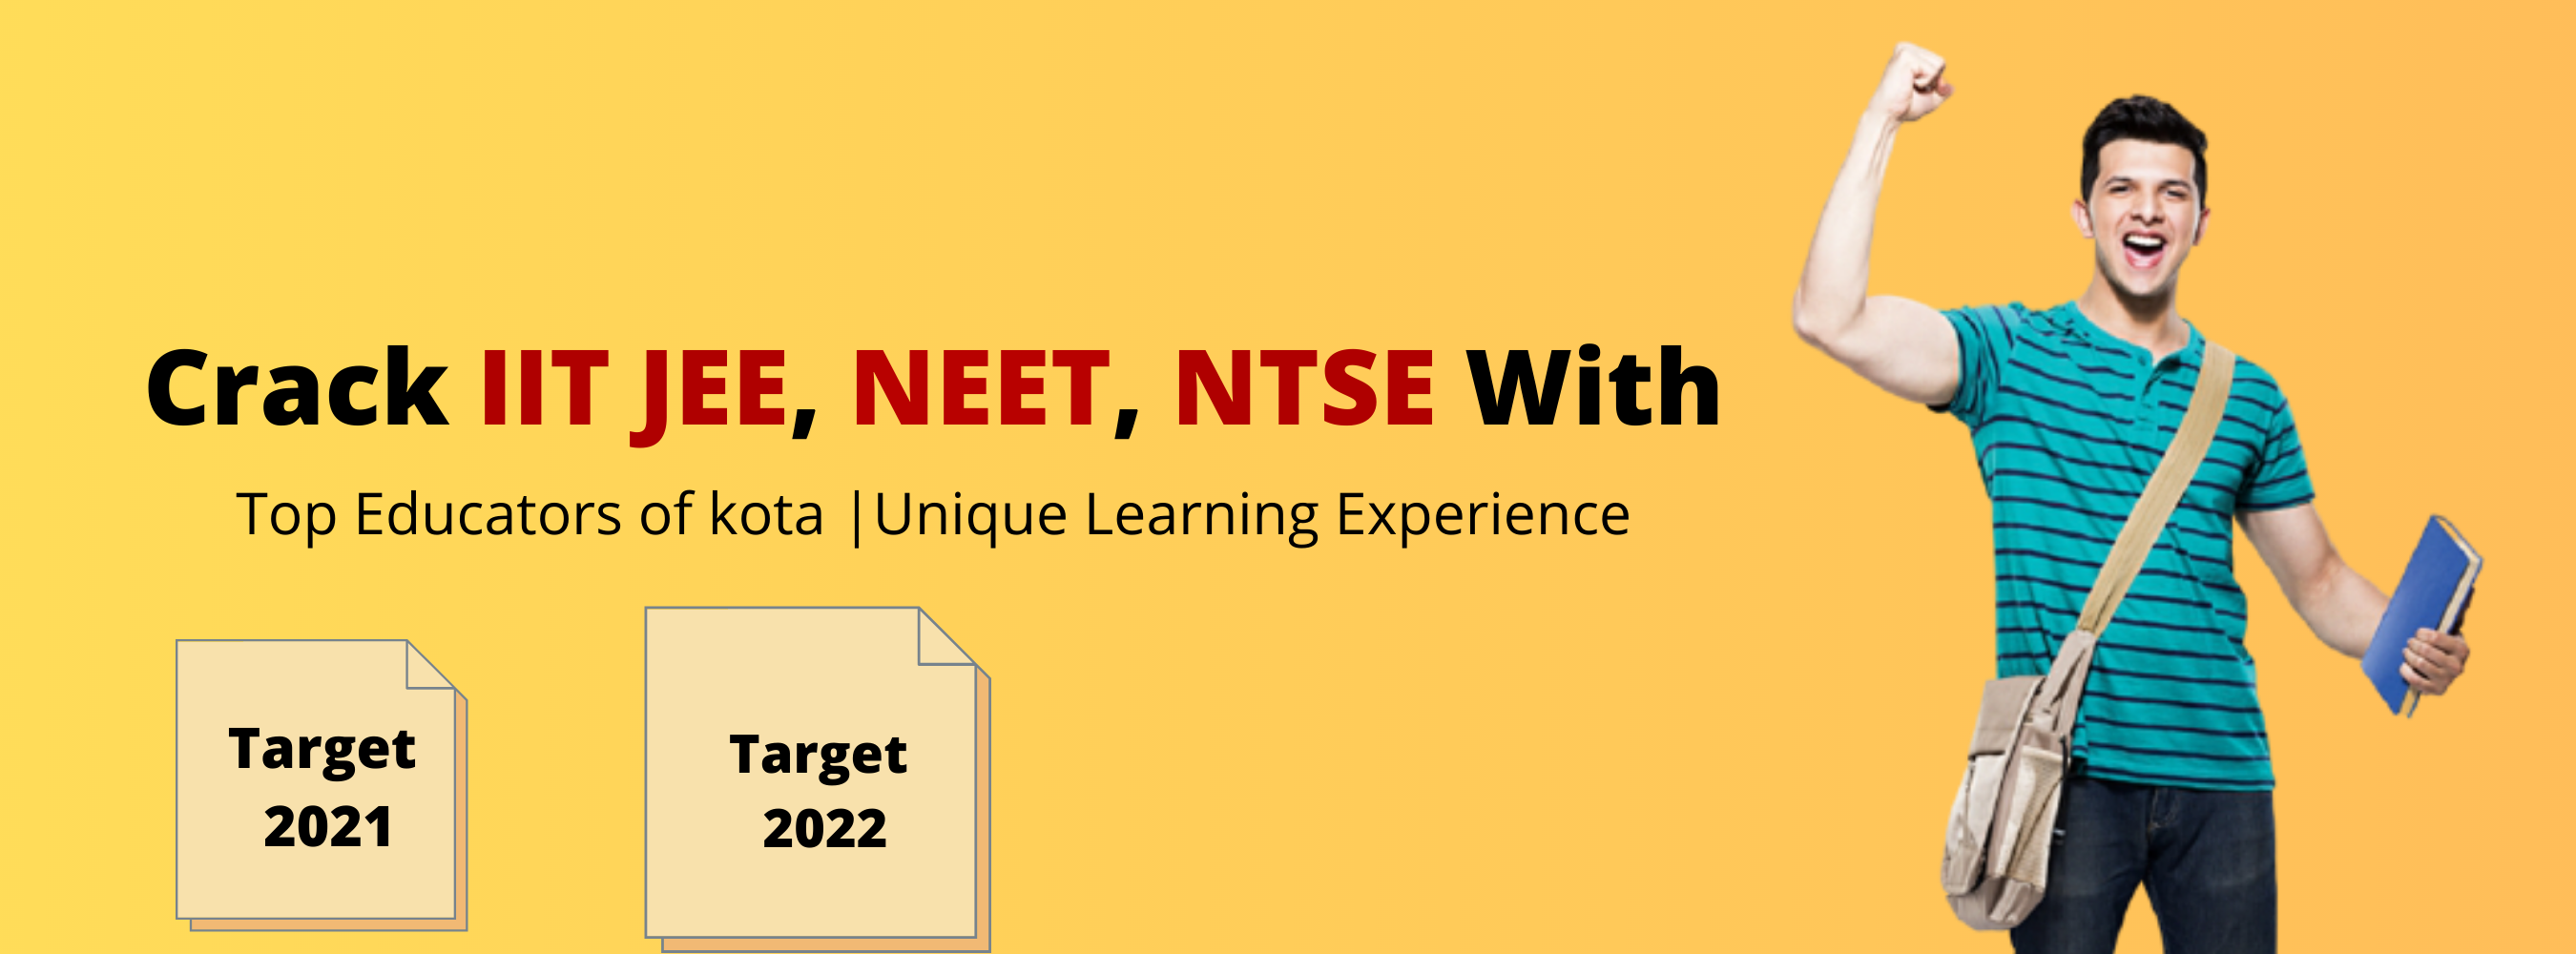 Crack IIT JEE, NEET, NTSE With
Top Educators of kota |Unique Learning Experience
Target
2021
Target
2022